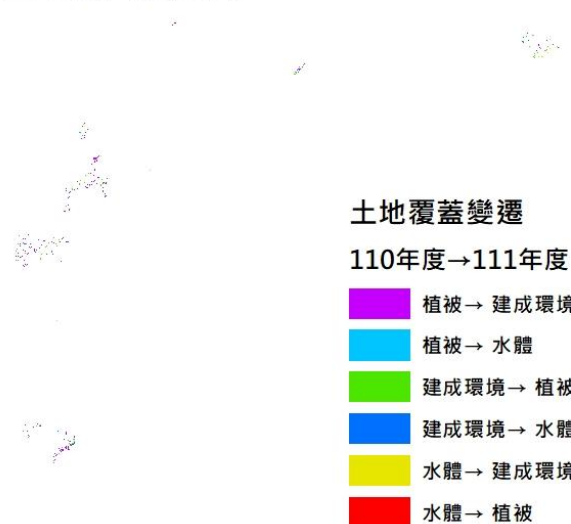 土地覆蓋變遷
110年度→111年度
植被→ 建成環境
植被→ 水體
建成環境→ 植被
建成環境→ 水體
水體→ 建成環境
水體→ 植被